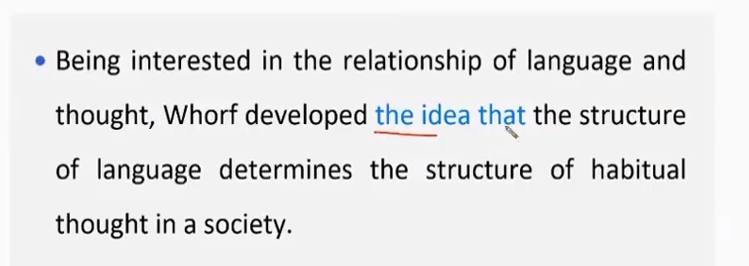 • Being interested in the relationship of language and
thought, Whorf developed the idea that the structure
of language determines the structure of habitual
thought in a society.